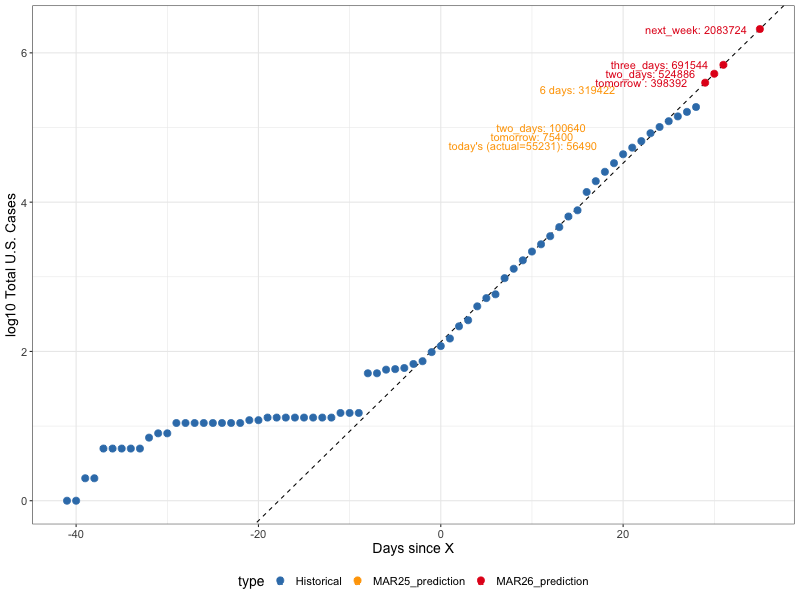 next_week: 2083724
three_days: 691544
two_days: 524886
tomorrow : 398392
6 days: 319422
two_days: 100640
tomorrow: 75400
today's (actual=55231): 56490
log10 Total U.S. Cases
6
4
2
0
-40 -20 0 20
Days since X
type Historical MAR25_prediction MAR26_prediction